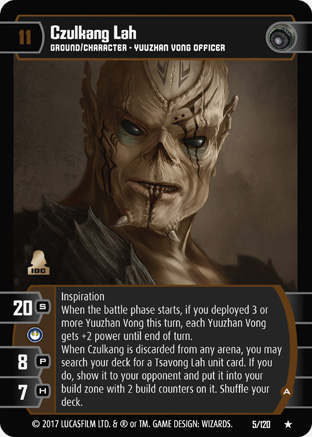 11
Czulkang Lah
GROUND/CHARACTER - YUUZHAN VONG OFFICER
IDC
20 S
8 P
7 H
Inspiration
When the battle phase starts, if you deployed 3 or
more Yuuzhan Vong this turn, each Yuuzhan Vong
gets +2 power until end of turn.
When Czulkang is discarded from any arena, you may
search your deck for a Tsavong Lah unit card. If you
do, show it to your opponent and put it into your
build zone with 2 build counters on it. Shuffle your
deck.
A
© 2017 LUCASFILM LTD. & ® or TM. GAME DESIGN: WIZARDS.
5/120 ★